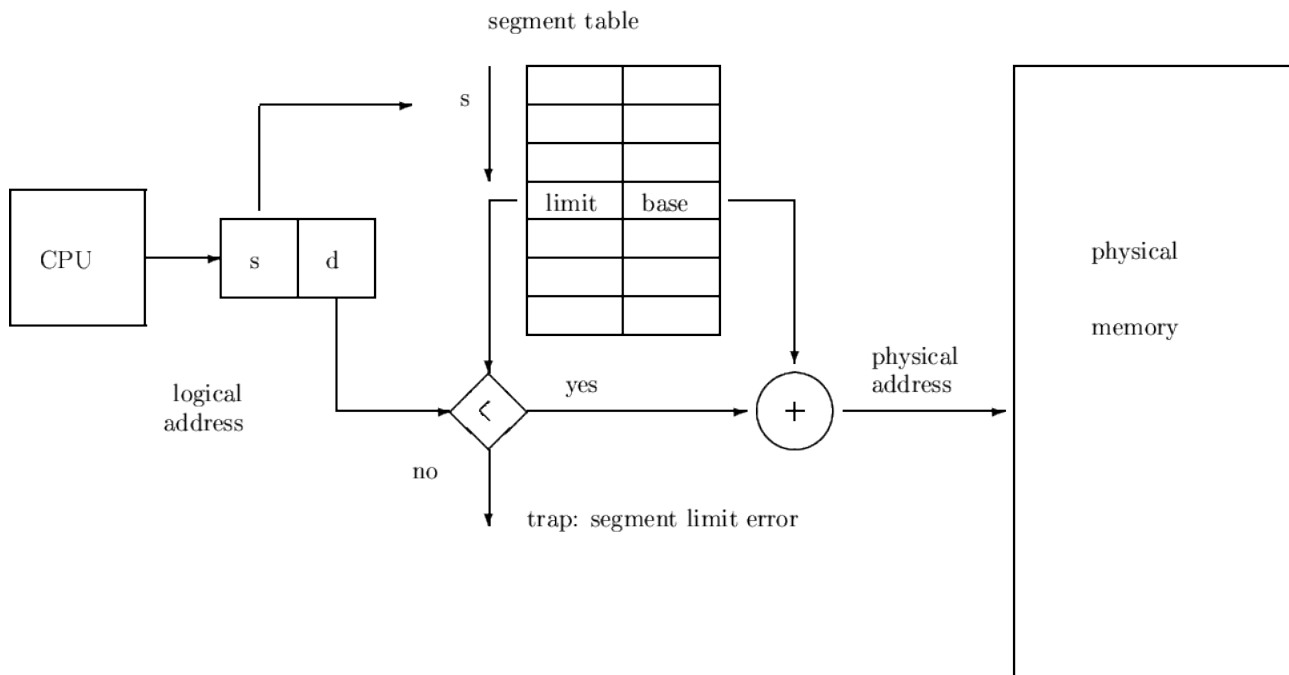 segment table
s
limit base
CPU
s d
physical
memory
physical
address
yes
<
+
logical
address
no
trap: segment limit error